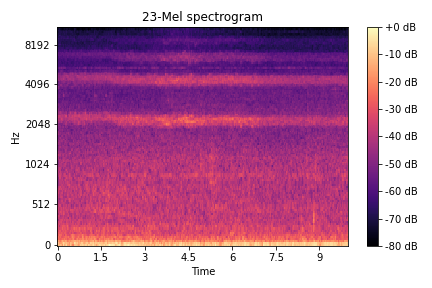 23-Mel spectrogram
Hz
8192
4096
2048
1024
512
0
0 1.5 3 4.5 6 7.5 9
Time
+0 dB
-10 dB
-20 dB
-30 dB
-40 dB
-50 dB
-60 dB
-70 dB
-80 dB